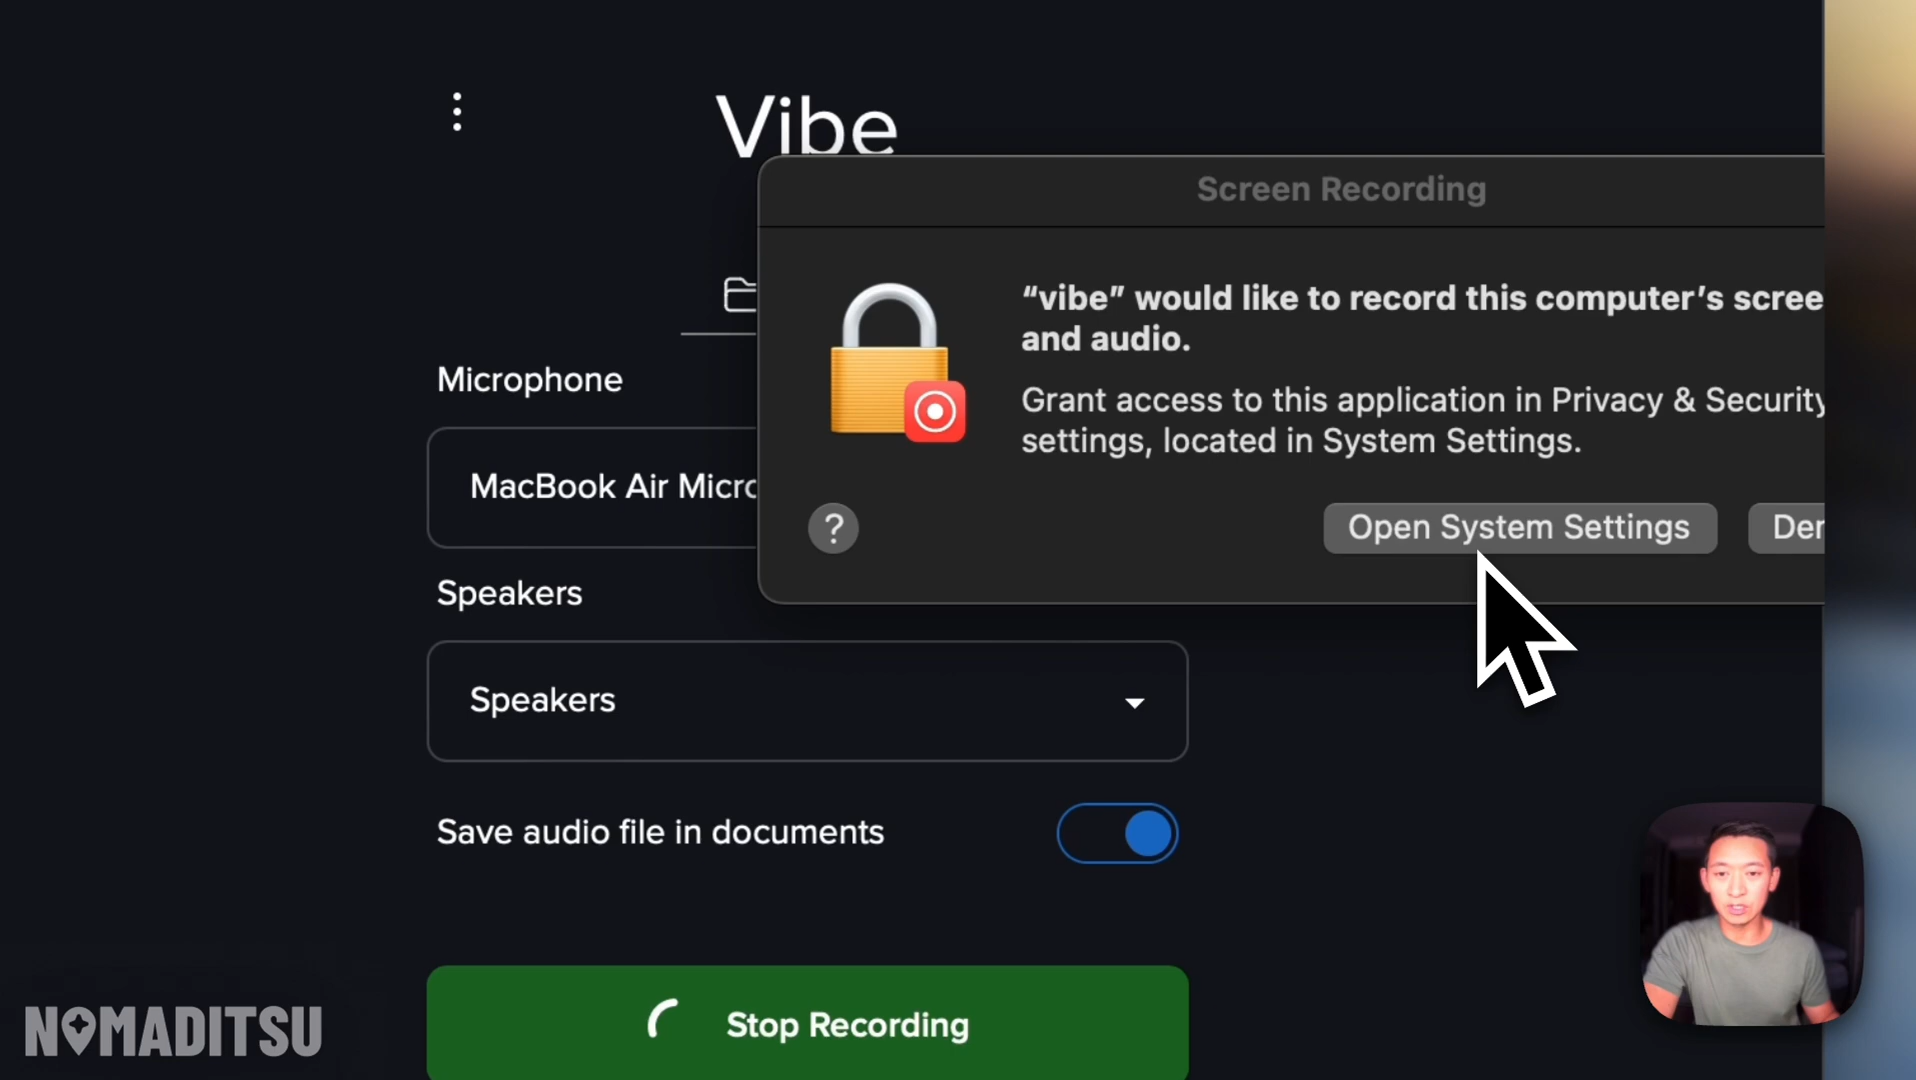 Vibe
Screen Recording
“vibe” would like to record this computer’s scree
and audio.
Grant access to this application in Privacy & Security
settings, located in System Settings.
?
Open System Settings
Den
Microphone
MacBook Air Micro
Speakers
Speakers
Save audio file in documents
Stop Recording
NOMADITSU